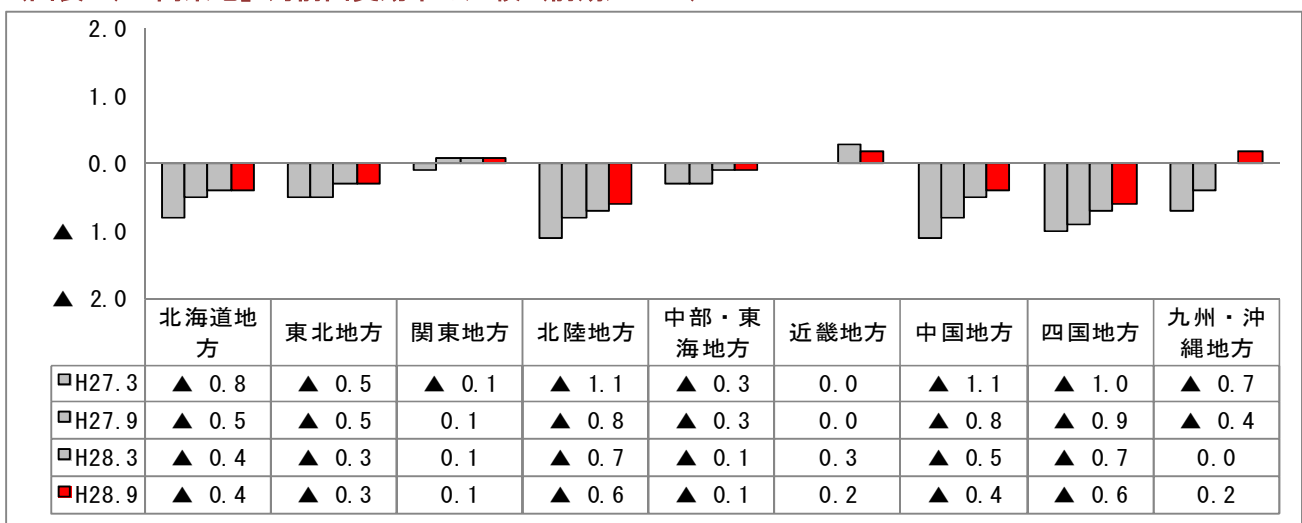 2.0
1.0
0.0
▲ 1.0
▲ 2.0
北海道地方 東北地方 関東地方 北陸地方 中部・東海地方 近畿地方 中国地方 四国地方 九州・沖縄地方
H27.3 ▲ 0.8 ▲ 0.5 ▲ 0.1 ▲ 1.1 ▲ 0.3 0.0 ▲ 1.1 ▲ 1.0 ▲ 0.7
H27.9 ▲ 0.5 ▲ 0.5 0.1 ▲ 0.8 ▲ 0.3 0.0 ▲ 0.8 ▲ 0.9 ▲ 0.4
H28.3 ▲ 0.4 ▲ 0.3 0.1 ▲ 0.7 ▲ 0.1 0.3 ▲ 0.5 ▲ 0.7 0.0
H28.9 ▲ 0.4 ▲ 0.3 0.1 ▲ 0.6 ▲ 0.1 0.2 ▲ 0.4 ▲ 0.6 0.2